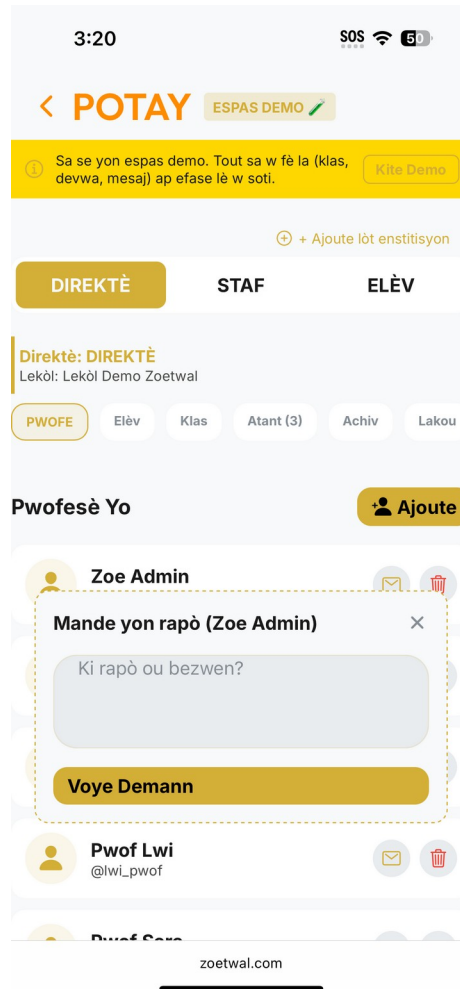 3:20
SOS
50
POTAY
ESPAS DEMO
Sa se yon espas demo. Tout sa w fè la (klas,
devwa, mesaj) ap efase lè w soti.
Kite Demo
+ Ajoute lòt enstitisyon
DIREKTÈ
STAF
ELÈV
Direktè: DIREKTÈ
Lekòl: Lekòl Demo Zoetwal
PWOFE
Elèv
Klas
Atant (3)
Achiv
Lakou
Pwofesè Yo
Ajoute
Zoe Admin
Mande yon rapò (Zoe Admin)
Ki rapò ou bezwen?
Voye Demann
Pwof Lwi
@lwi_pwof
Pwof
zoetwal.com